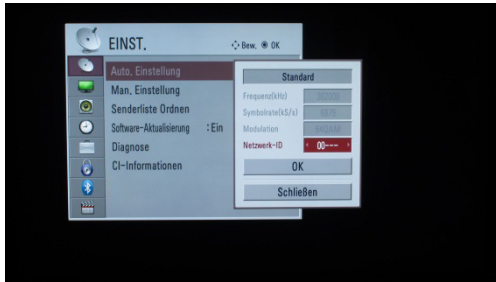 EINST.
Bew. OK
Auto. Einstellung
Man. Einstellung
Senderliste Ordnen
Software-Aktualisierung : Ein
Diagnose
CI-Informationen
Standard
Frequenz(kHz)
Symbolrate(kS/s)
Modulation
Netzwerk-ID 00---
OK
Schließen